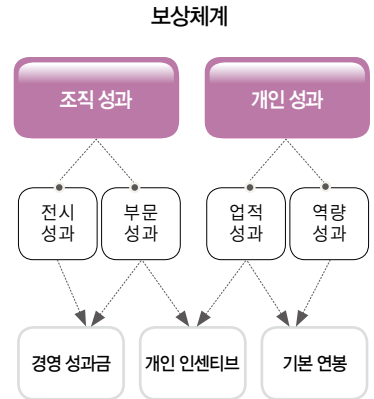 보상체계
조직 성과
개인 성과
전시
성과
부문
성과
업적
성과
역량
성과
경영 성과금
개인 인센티브
기본 연봉